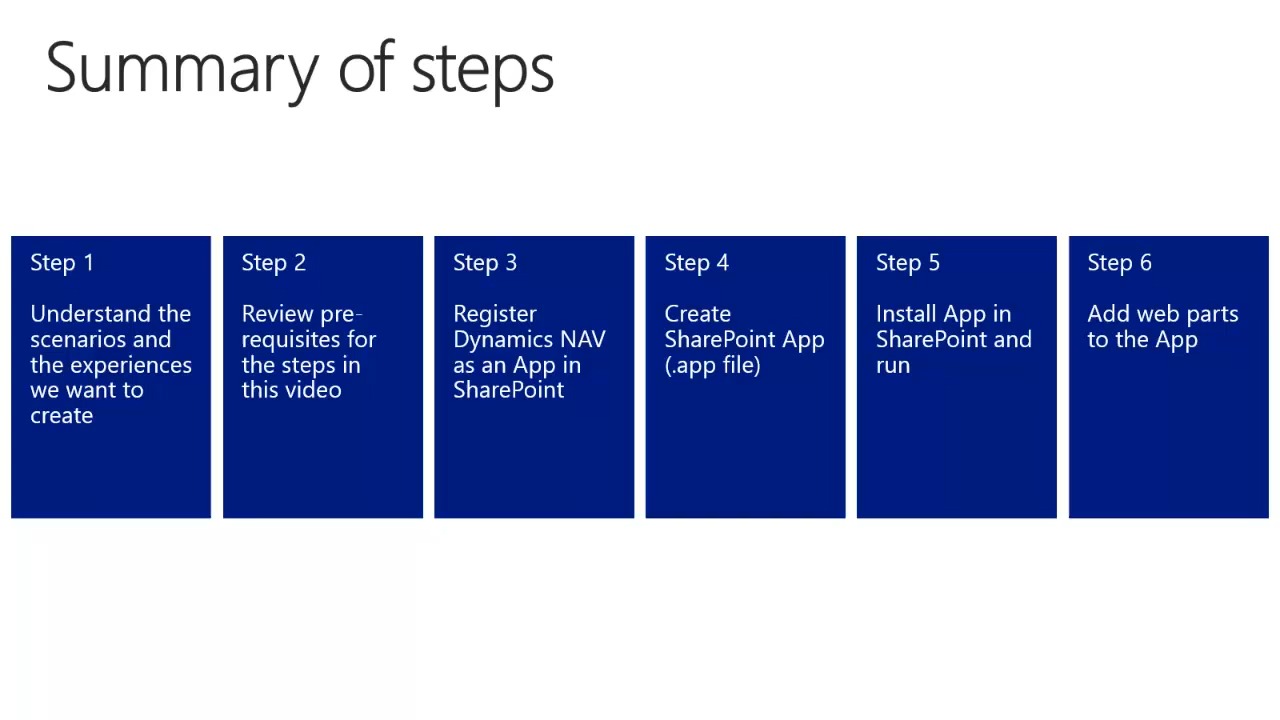 Summary of steps
Step 1
Understand the
scenarios and
the experiences
we want to
create
Step 2
Review pre-
requisites for
the steps in
this video
Step 3
Register
Dynamics NAV
as an App in
SharePoint
Step 4
Create
SharePoint App
(.app file)
Step 5
Install App in
SharePoint and
run
Step 6
Add web parts
to the App